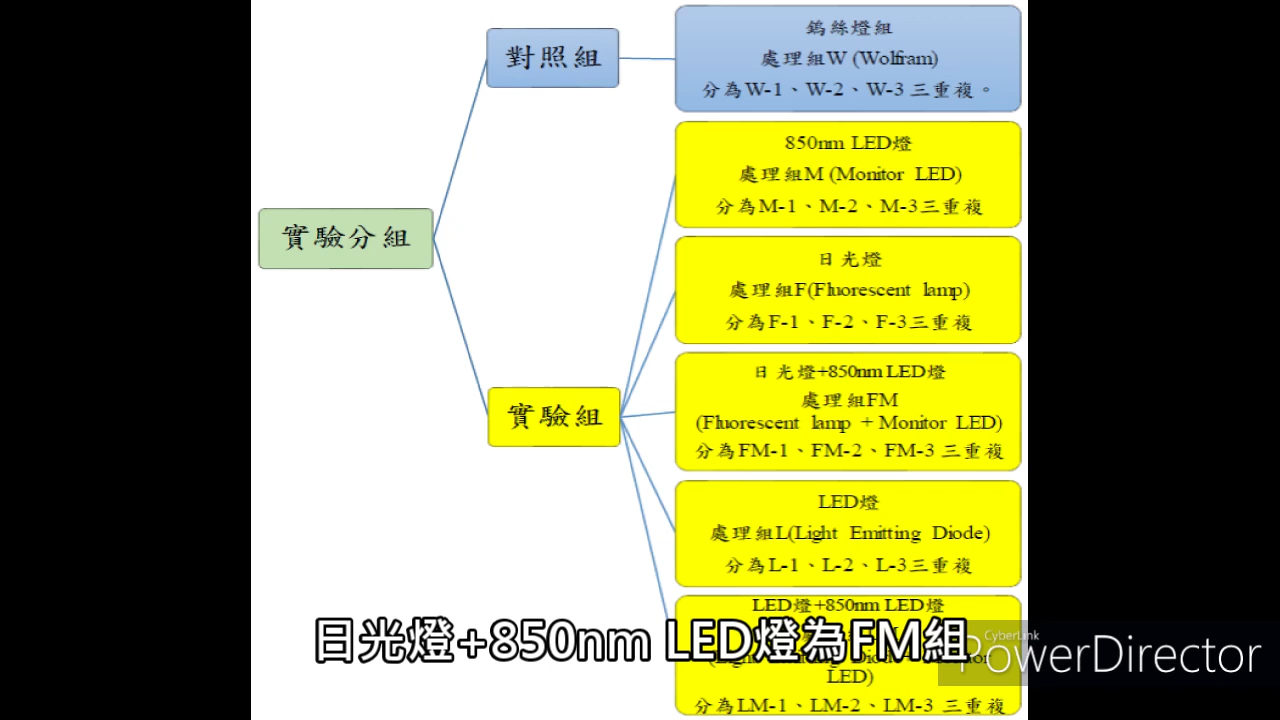 實驗分組
對照組
鎢絲燈組
處理組W (Wolfram)
分為W-1、W-2、W-3 三重複。
實驗組
850nm LED燈
處理組M (Monitor LED)
分為M-1、M-2、M-3三重複
日光燈
處理組F(Fluorescent lamp)
分為F-1、F-2、F-3三重複
日光燈+850nm LED燈
處理組FM
(Fluorescent lamp + Monitor LED)
分為FM-1、FM-2、FM-3 三重複
LED燈
處理組L(Light Emitting Diode)
分為L-1、L-2、L-3三重複
LED燈+850nm LED燈
LED)
分為LM-1、LM-2、LM-3 三重複
日光燈+850nm LED燈為FM組
CyberLink
PowerDirector